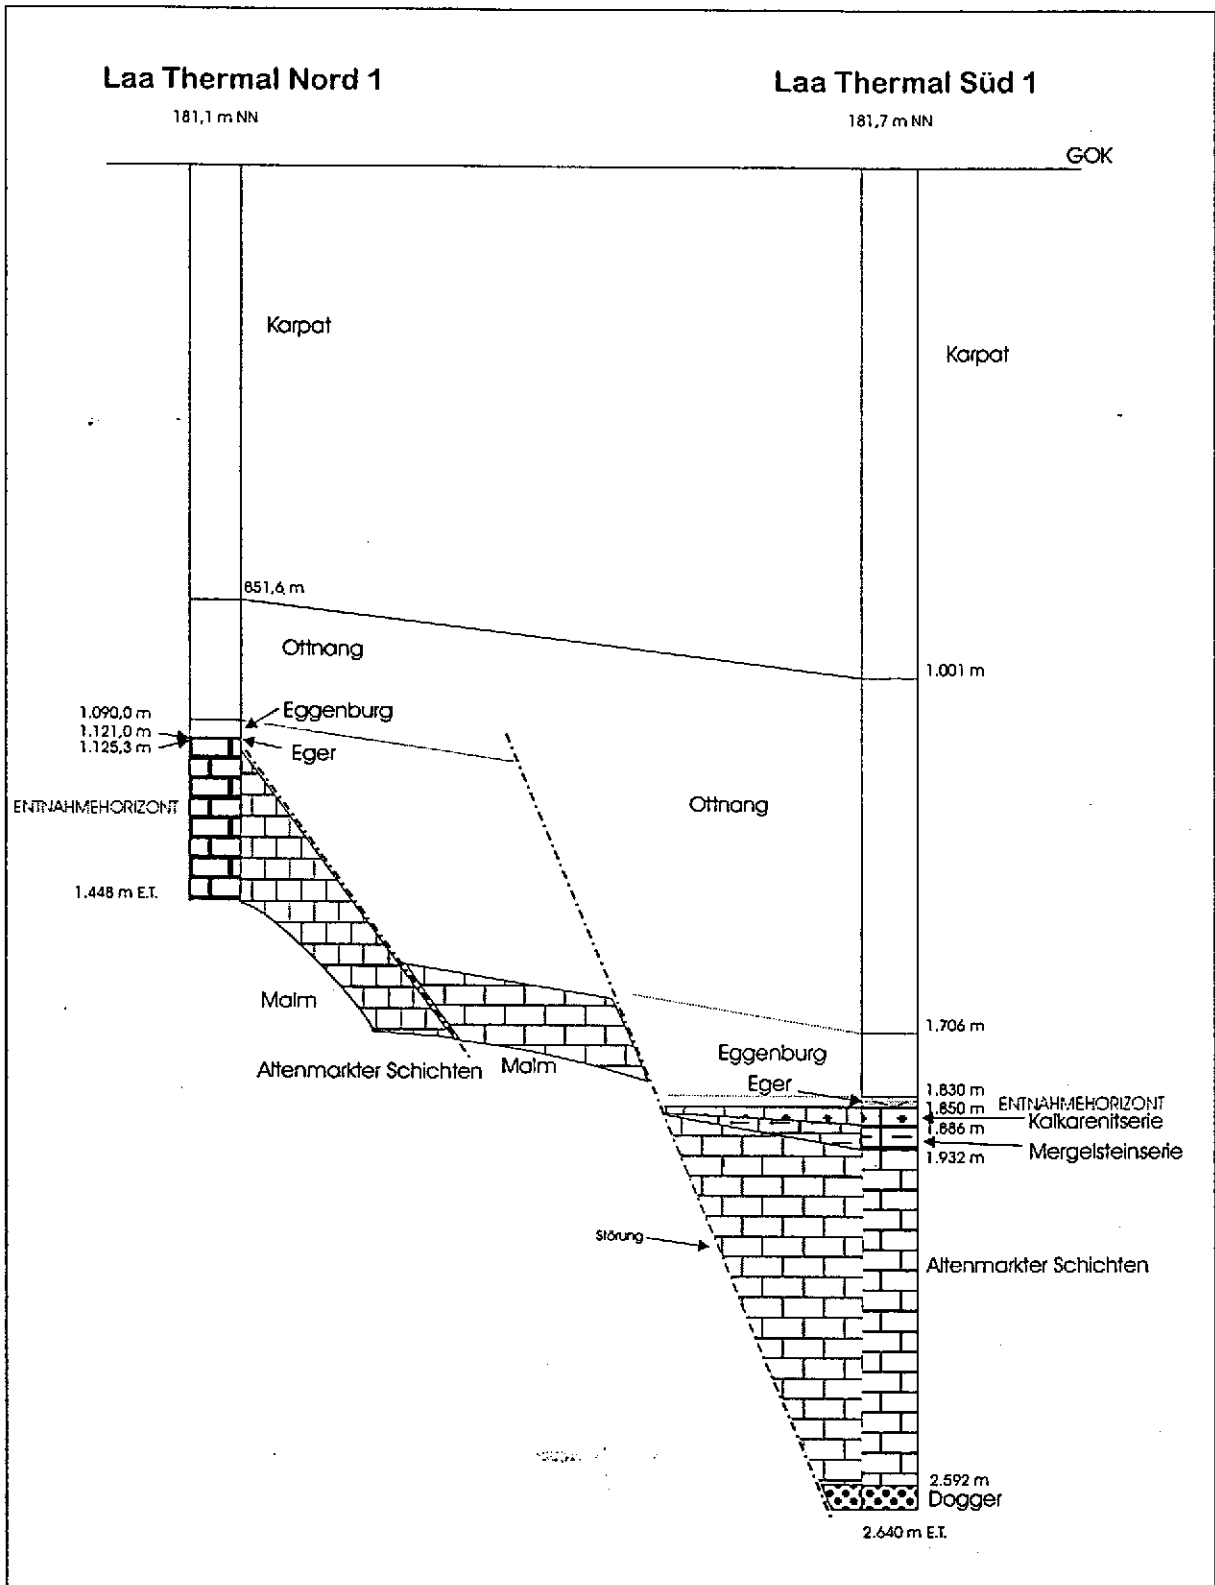 Laa Thermal Nord 1
181,1 m NN
Laa Thermal Süd 1
181,7 m NN
GOK
Karpat
Karpat
851,6 m
Ottnang
1.001 m
1.090,0 m
Eggenburg
1.121,0 m
1.125,3 m
Eger
ENTNAHMEHORIZONT
Ottnang
1.448 m E.T.
Malm
1.706 m
Altenmarkter Schichten
Malm
Eggenburg
Eger
1.830 m
1.850 m
ENTNAHMEHORIZONT
Kalkarenitserie
1.886 m
Mergelsteinserie
1.932 m
Störung
Altenmarkter Schichten
2.592 m
Dogger
2.640 m E.T.